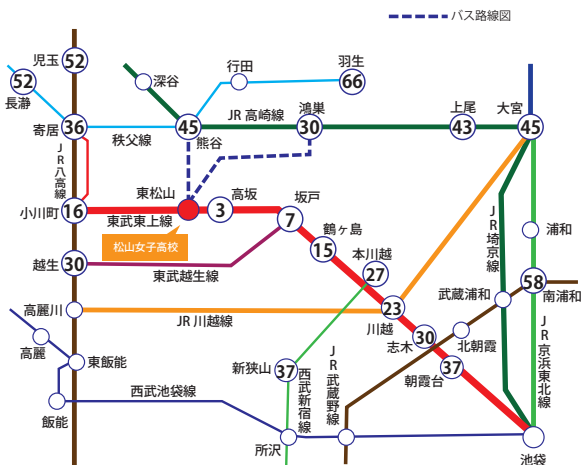 バス路線図
児玉
52
52
長瀞
深谷
行田
羽生
66
JR高崎線
鴻巣
上尾
大宮
36
寄居
秩父線
45
熊谷
30
43
45
JR八高線
東松山
高坂
坂戸
小川町
16
東武東上線
3
7
松山女子高校
鶴ヶ島
15
本川越
27
越生
30
東武越生線
JR埼京線
浦和
58
南浦和
武蔵浦和
高麗川
JR川越線
23
川越
30
志木
北朝霞
高麗
東飯能
新狭山
37
JR武蔵野線
37
朝霞台
JR京浜東北線
西武新宿線
飯能
西武池袋線
所沢
池袋